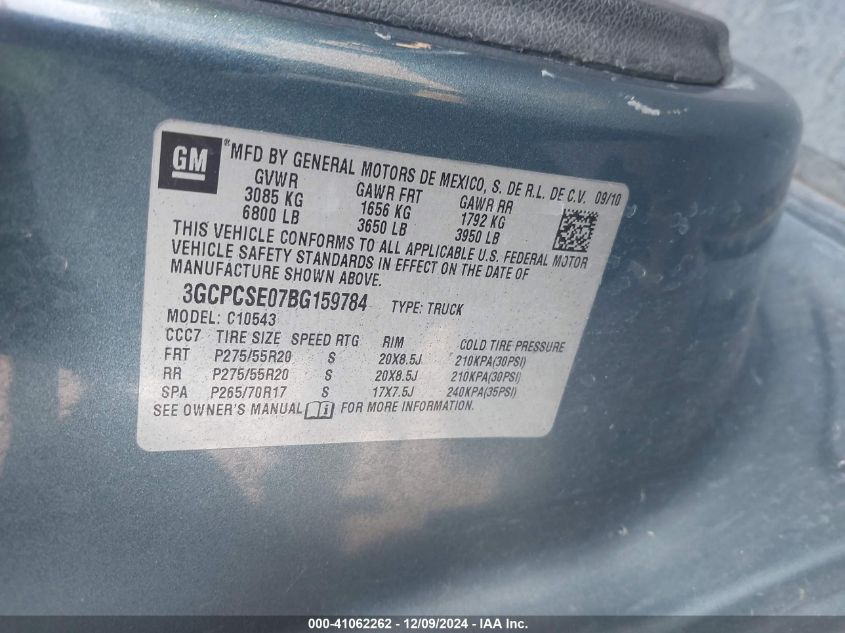 GM ®MFD BY GENERAL MOTORS DE MEXICO, S. DE R.L. DE C.V. 09/10
GVWR GAWR FRT GAWR RR
3085 KG 1656 KG 1792 KG
6800 LB 3650 LB 3950 LB
THIS VEHICLE CONFORMS TO ALL APPLICABLE U.S. FEDERAL MOTOR
VEHICLE SAFETY STANDARDS IN EFFECT ON THE DATE OF
MANUFACTURE SHOWN ABOVE.
3GCPCSE07BG159784 TYPE: TRUCK
MODEL: C10543
CCC7 TIRE SIZE SPEED RTG RIM COLD TIRE PRESSURE
FRT P275/55R20 S 20X8.5J 210KPA(30PSI)
RR P275/55R20 S 20X8.5J 210KPA(30PSI)
SPA P265/70R17 S 17X7.5J 240KPA(35PSI)
SEE OWNER'S MANUAL FOR MORE INFORMATION.
000-41062262 - 12/09/2024 - IAA Inc.